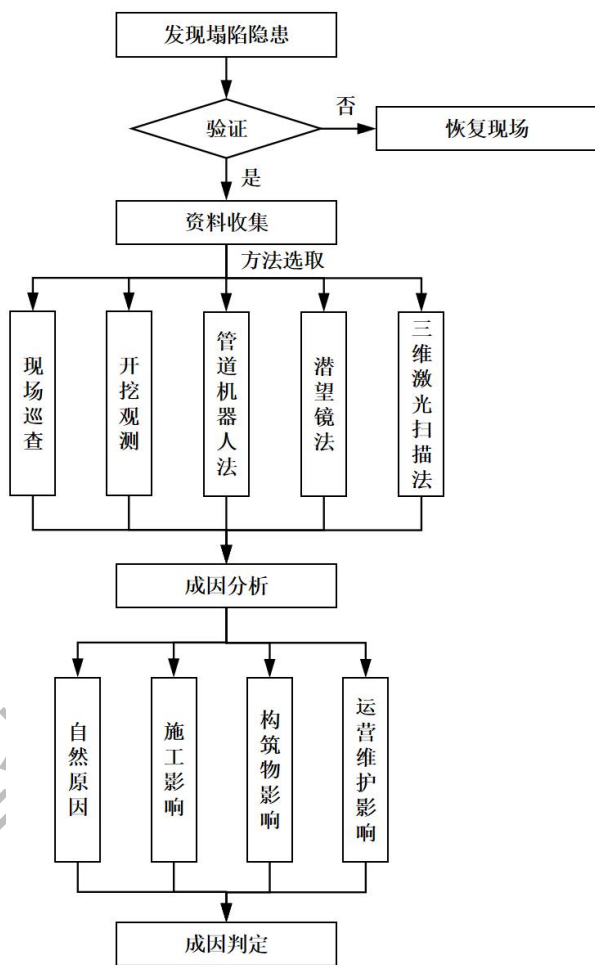 发现塌陷隐患
验证
否
恢复现场
是
资料收集
方法选取
现场巡查
开挖观测
管道机器人法
潜望镜法
三维激光扫描法
成因分析
自然原因
施工影响
构筑物影响
运营维护影响
成因判定